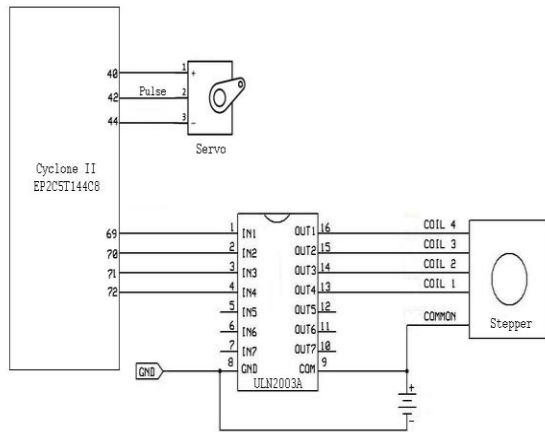 40
42
44
Pulse
1 +
2
3 -
Servo
Cyclone II
EP2C5T144C8
69
70
71
72
1 IN1 OUT1 16 COIL 4
2 IN2 OUT2 15 COIL 3
3 IN3 OUT3 14 COIL 2
4 IN4 OUT4 13 COIL 1
5 IN5 OUT5 12
6 IN6 OUT6 11
7 IN7 OUT7 10
8 GND COM 9
COMMON
Stepper
GND
ULN2003A
+
-